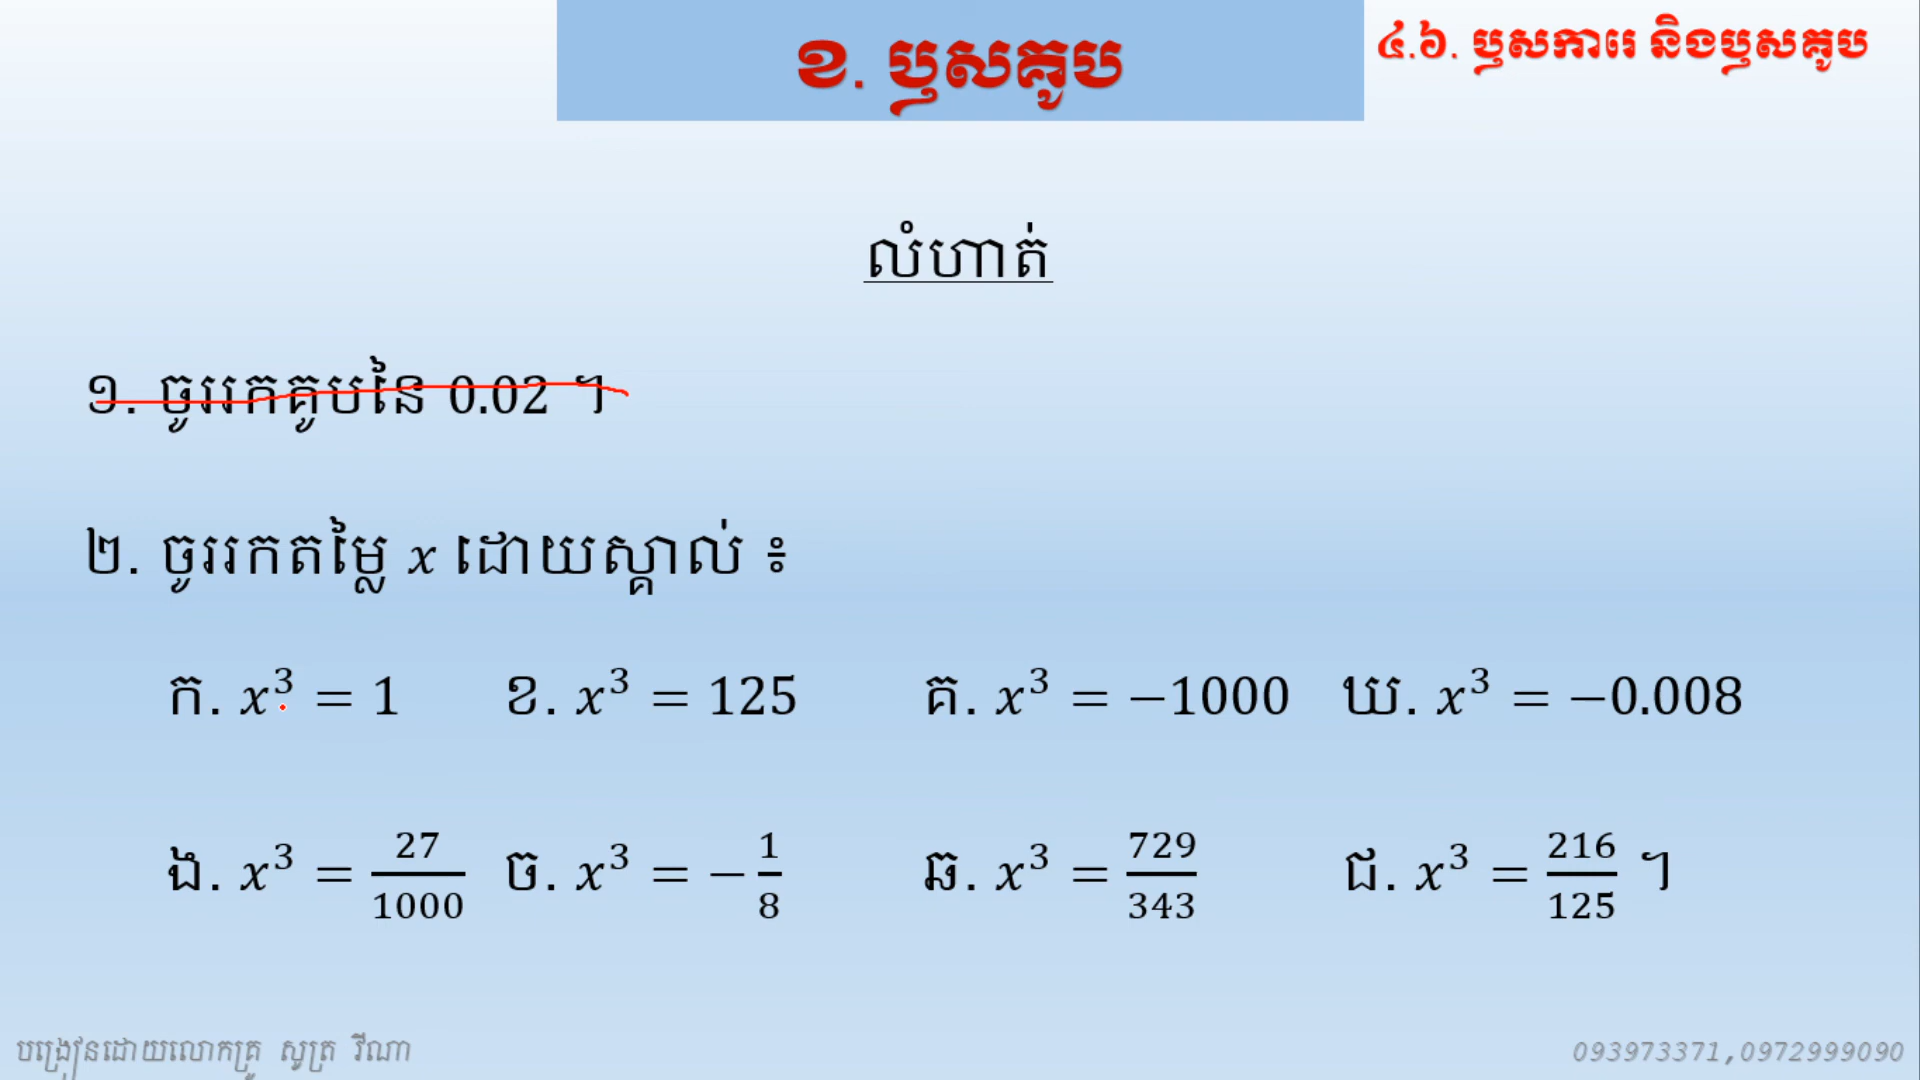 ខ. ឫសគូប
៤.៦. ឫសការេ និងឫសគូប
លំហាត់
១. ចូររកគូបនៃ 0.02 ។
២. ចូររកតម្លៃ x ដោយស្គាល់ ៖
ក. x³ = 1 ខ. x³ = 125 គ. x³ = −1000 ឃ. x³ = −0.008
ង. x³ = 27/1000 ច. x³ = −1/8 ឆ. x³ = 729/343 ជ. x³ = 216/125 ។
បង្រៀនដោយលោកគ្រូ សូត្រ វីណា
093973371,0972999090